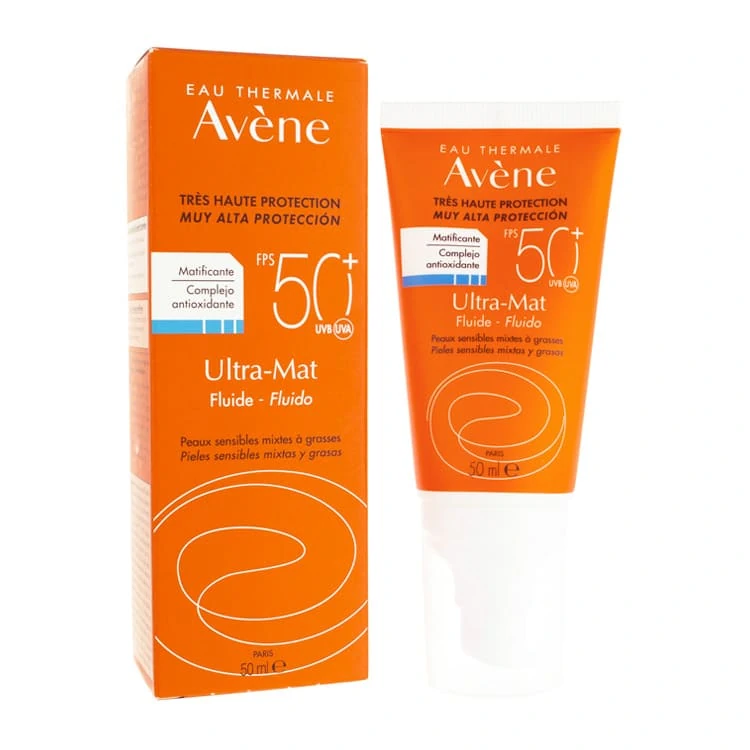 EAU THERMALE
Avène
TRÈS HAUTE PROTECTION
MUY ALTA PROTECCIÓN
Matificante
Complejo
antioxidante
FPS 50+
UVB UVA
Ultra-Mat
Fluide - Fluido
Peaux sensibles mixtes à grasses
Pieles sensibles mixtas y grasas
PARIS
50 ml e
EAU THERMALE
Avène
TRÈS HAUTE PROTECTION
MUY ALTA PROTECCIÓN
Matificante
Complejo
antioxidante
FPS 50+
UVB UVA
Ultra-Mat
Fluide - Fluido
Peaux sensibles mixtes à grasses
Pieles sensibles mixtas y grasas
PARIS
50 ml e